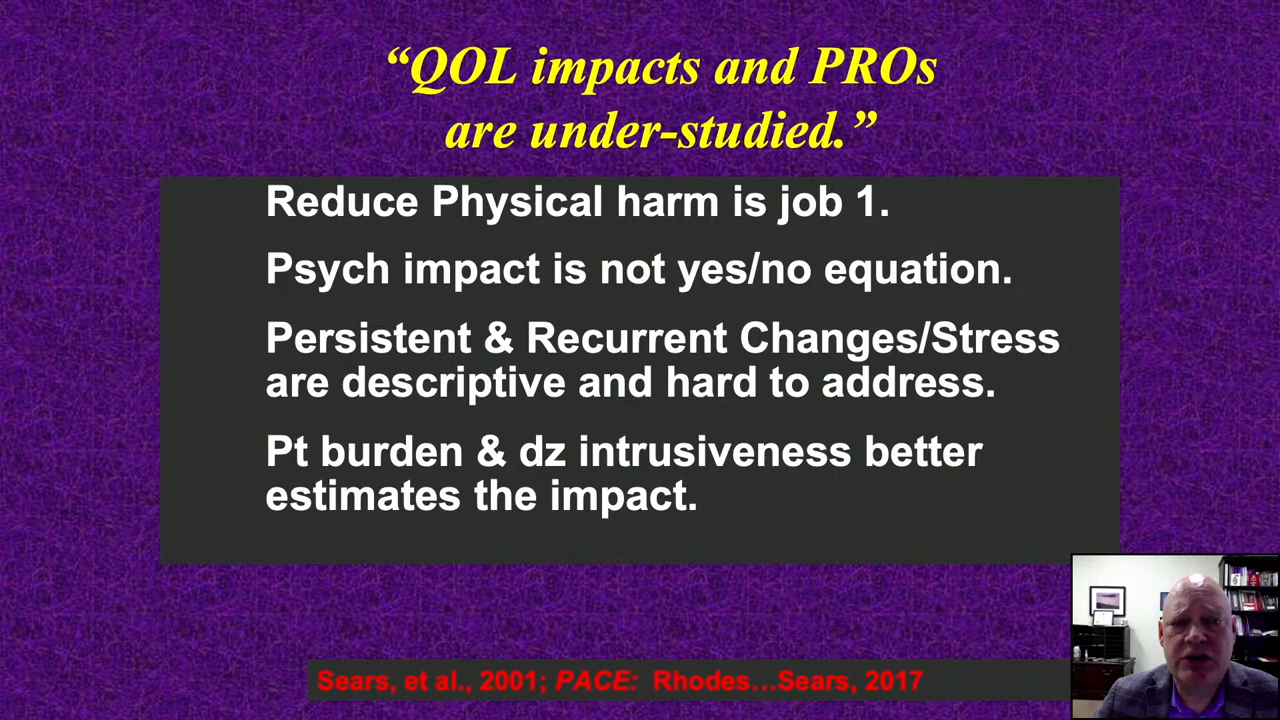 “QOL impacts and PROs
are under-studied.”
Reduce Physical harm is job 1.
Psych impact is not yes/no equation.
Persistent & Recurrent Changes/Stress
are descriptive and hard to address.
Pt burden & dz intrusiveness better
estimates the impact.
Sears, et al., 2001; PACE: Rhodes…Sears, 2017